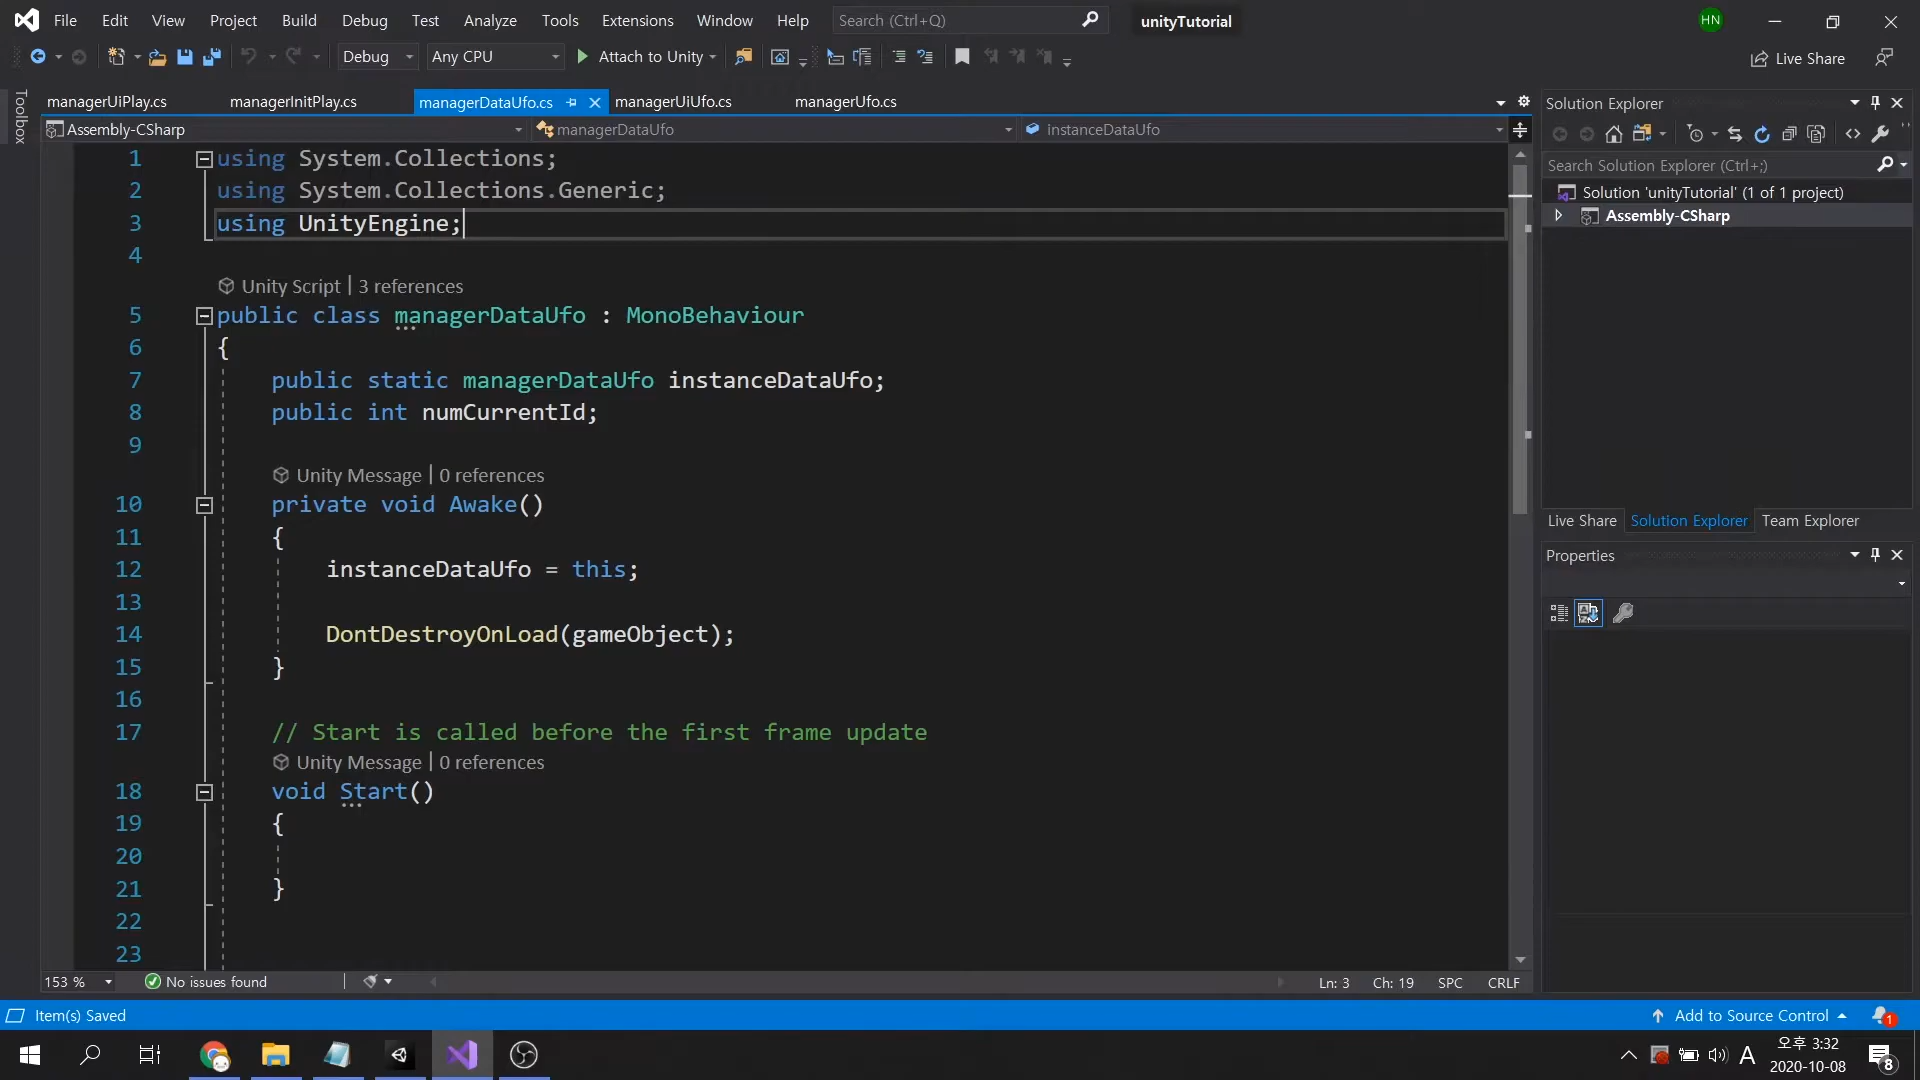 File Edit View Project Build Debug Test Analyze Tools Extensions Window Help Search (Ctrl+Q) unityTutorial HN
Debug Any CPU Attach to Unity Live Share
Toolbox
managerUiPlay.cs managerInitPlay.cs managerDataUfo.cs managerUiUfo.cs managerUfo.cs
Assembly-CSharp managerDataUfo instanceDataUfo
1 using System.Collections;
2 using System.Collections.Generic;
3 using UnityEngine;
4
Unity Script | 3 references
5 public class managerDataUfo : MonoBehaviour
6 {
7 public static managerDataUfo instanceDataUfo;
8 public int numCurrentId;
9
Unity Message | 0 references
10 private void Awake()
11 {
12 instanceDataUfo = this;
13
14 DontDestroyOnLoad(gameObject);
15 }
16
17 // Start is called before the first frame update
Unity Message | 0 references
18 void Start()
19 {
20
21 }
22
23
153 % No issues found Ln: 3 Ch: 19 SPC CRLF
Solution Explorer
Search Solution Explorer (Ctrl+;)
Solution 'unityTutorial' (1 of 1 project)
Assembly-CSharp
Live Share Solution Explorer Team Explorer
Properties
Item(s) Saved Add to Source Control 1
A 오후 3:32
2020-10-08 8